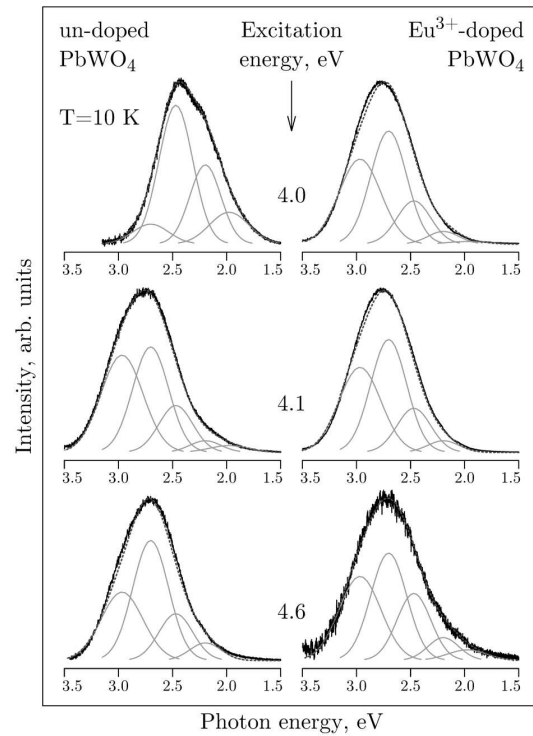 un-doped Excitation Eu³⁺-doped
PbWO₄ energy, eV PbWO₄
T=10 K
4.0
3.5 3.0 2.5 2.0 1.5 3.5 3.0 2.5 2.0 1.5
4.1
3.5 3.0 2.5 2.0 1.5 3.5 3.0 2.5 2.0 1.5
4.6
3.5 3.0 2.5 2.0 1.5 3.5 3.0 2.5 2.0 1.5
Intensity, arb. units
Photon energy, eV